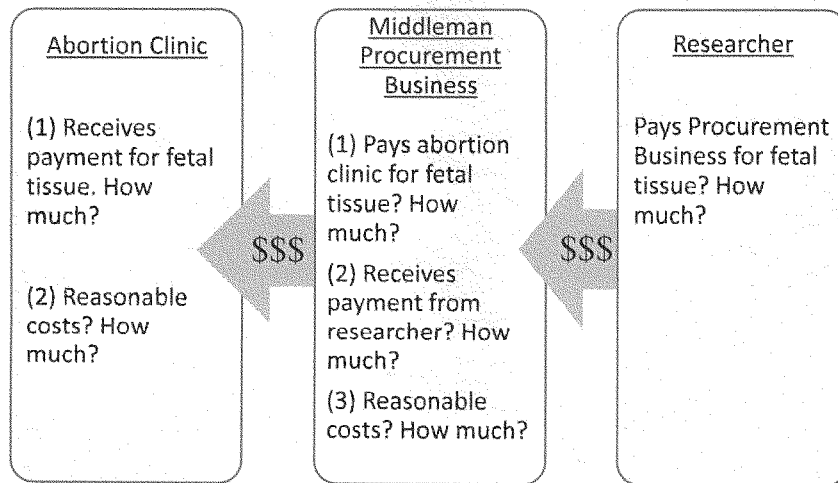 Abortion Clinic
(1) Receives
payment for fetal
tissue. How
much?
(2) Reasonable
costs? How
much?
$$$
Middleman
Procurement
Business
(1) Pays abortion
clinic for fetal
tissue? How
much?
(2) Receives
payment from
researcher? How
much?
(3) Reasonable
costs? How much?
$$$
Researcher
Pays Procurement
Business for fetal
tissue? How
much?